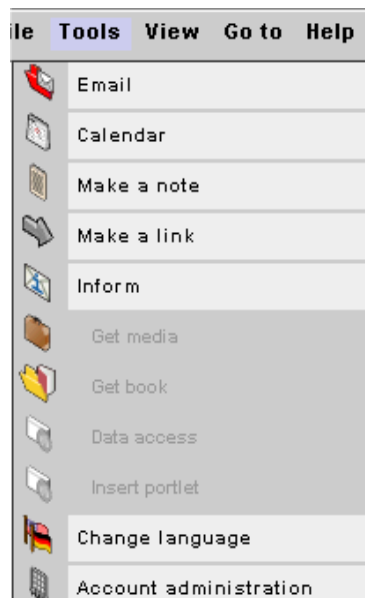 ile Tools View Go to Help
Email
Calendar
Make a note
Make a link
Inform
Get media
Get book
Data access
Insert portlet
Change language
Account administration